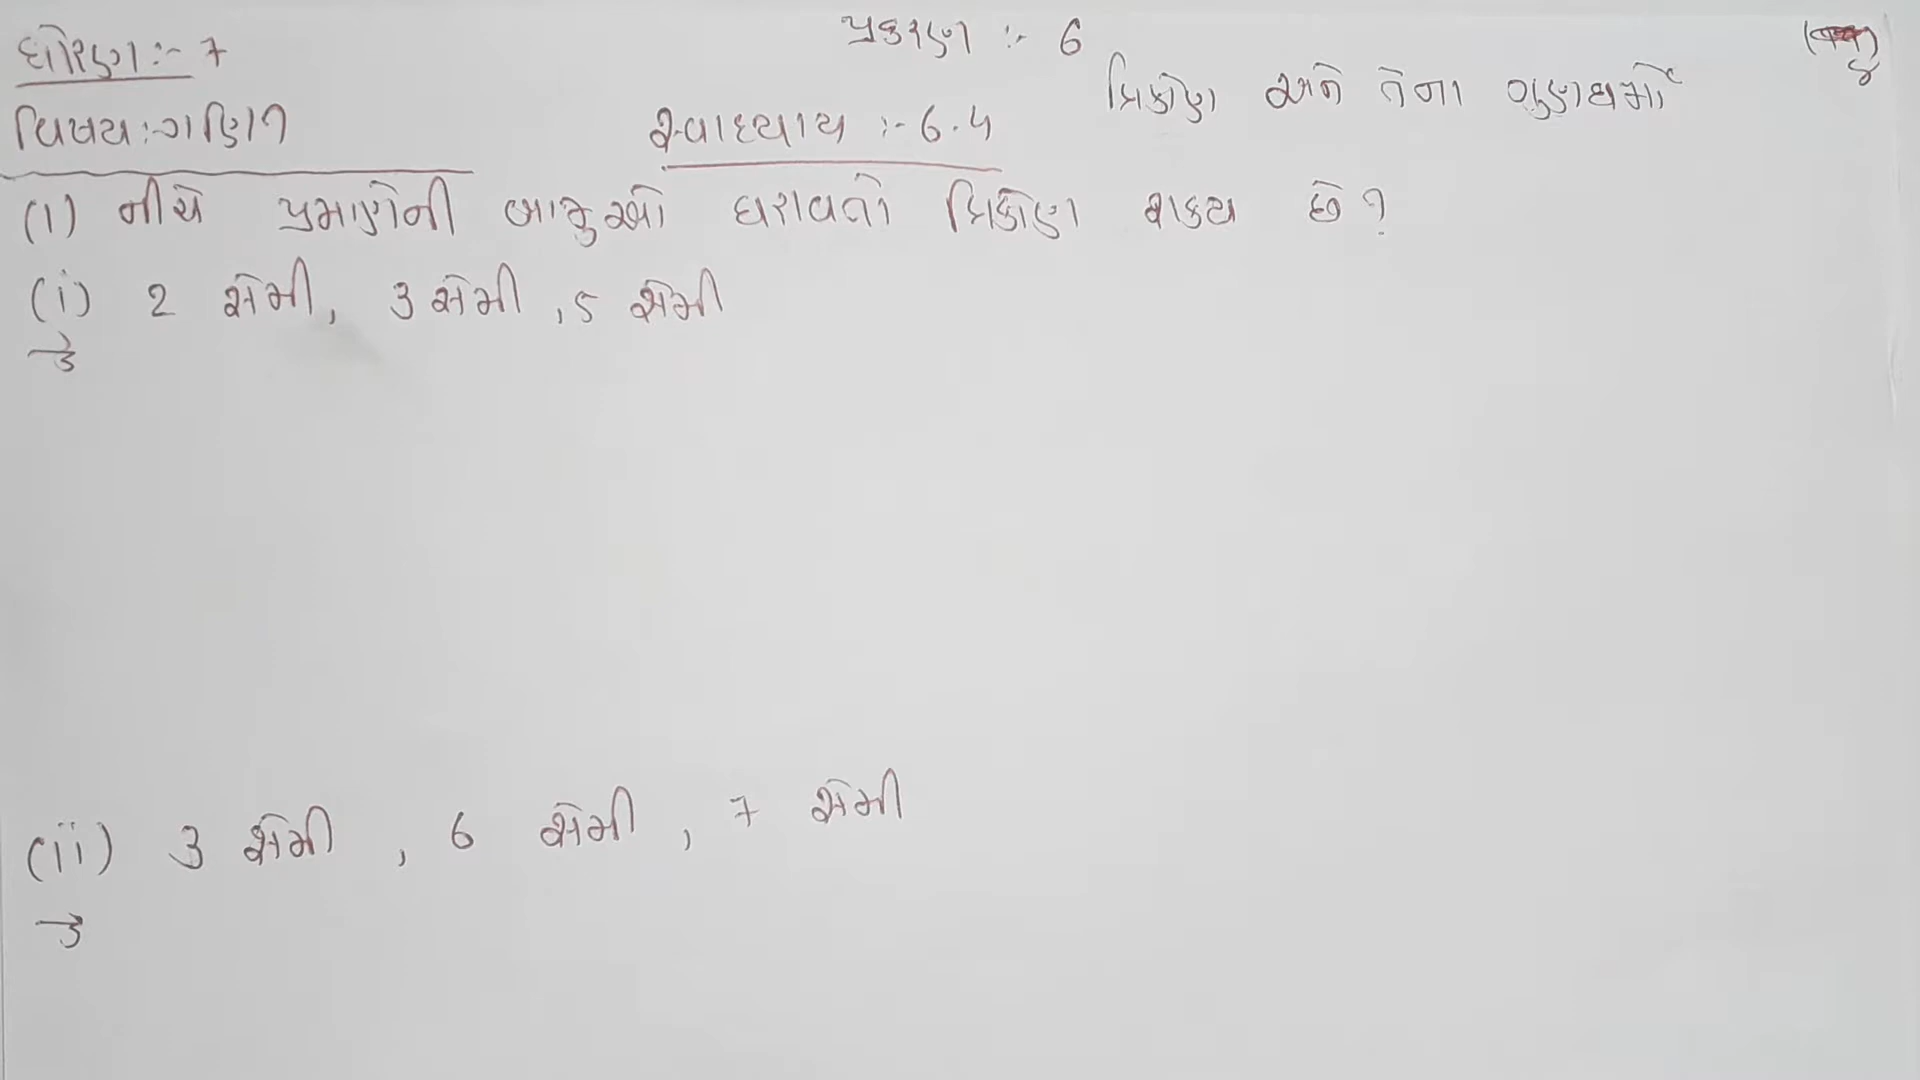 ધોરણ :- 7
પ્રકરણ :- 6
ત્રિકોણ અને તેના ગુણધર્મો
વિષય :- ગણિત
સ્વાધ્યાય :- 6.4
(1) નીચે પ્રમાણેની બાજુઓ ધરાવતો ત્રિકોણ શક્ય છે ?
(i) 2 સેમી, 3 સેમી , 5 સેમી
→
(ii) 3 સેમી , 6 સેમી , 7 સેમી
→